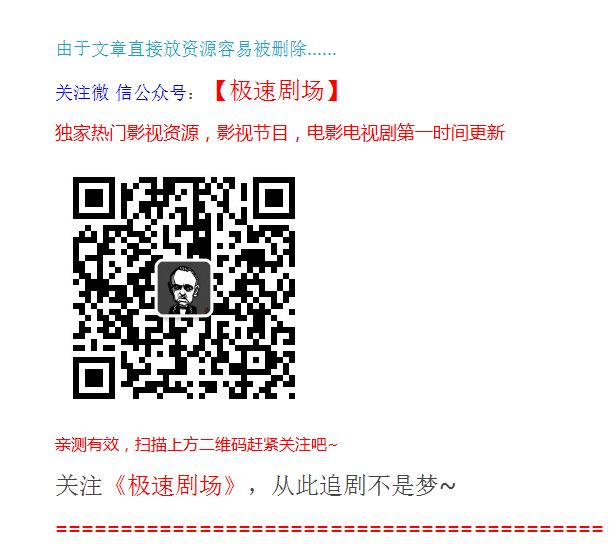 由于文章直接放资源容易被删除......
关注微 信公众号：【极速剧场】
独家热门影视资源，影视节目，电影电视剧第一时间更新
亲测有效，扫描上方二维码赶紧关注吧~
关注《极速剧场》，从此追剧不是梦~
==========================================